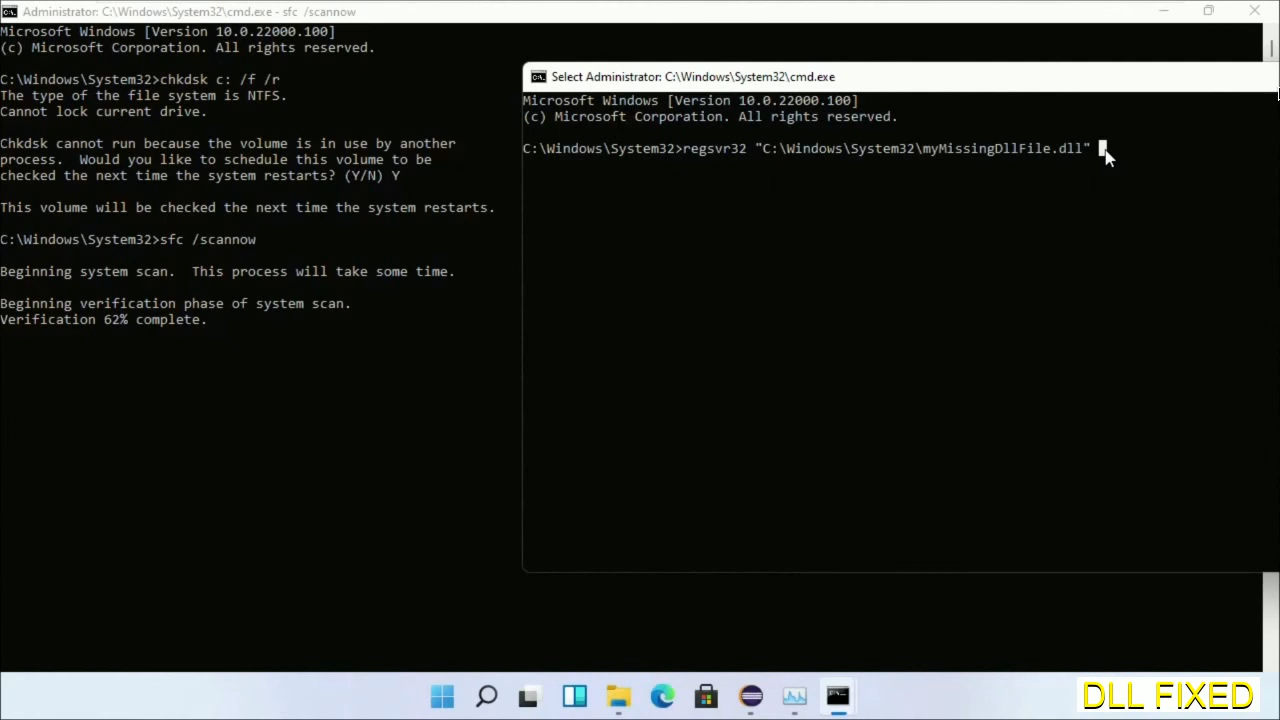 Administrator: C:\Windows\System32\cmd.exe - sfc /scannow
Microsoft Windows [Version 10.0.22000.100]
(c) Microsoft Corporation. All rights reserved.
C:\Windows\System32>chkdsk c: /f /r
The type of the file system is NTFS.
Cannot lock current drive.
Chkdsk cannot run because the volume is in use by another
process.  Would you like to schedule this volume to be
checked the next time the system restarts? (Y/N) Y
This volume will be checked the next time the system restarts.
C:\Windows\System32>sfc /scannow
Beginning system scan.  This process will take some time.
Beginning verification phase of system scan.
Verification 62% complete.
Select Administrator: C:\Windows\System32\cmd.exe
Microsoft Windows [Version 10.0.22000.100]
(c) Microsoft Corporation. All rights reserved.
C:\Windows\System32>regsvr32 "C:\Windows\System32\myMissingDllFile.dll"
DLL FIXED